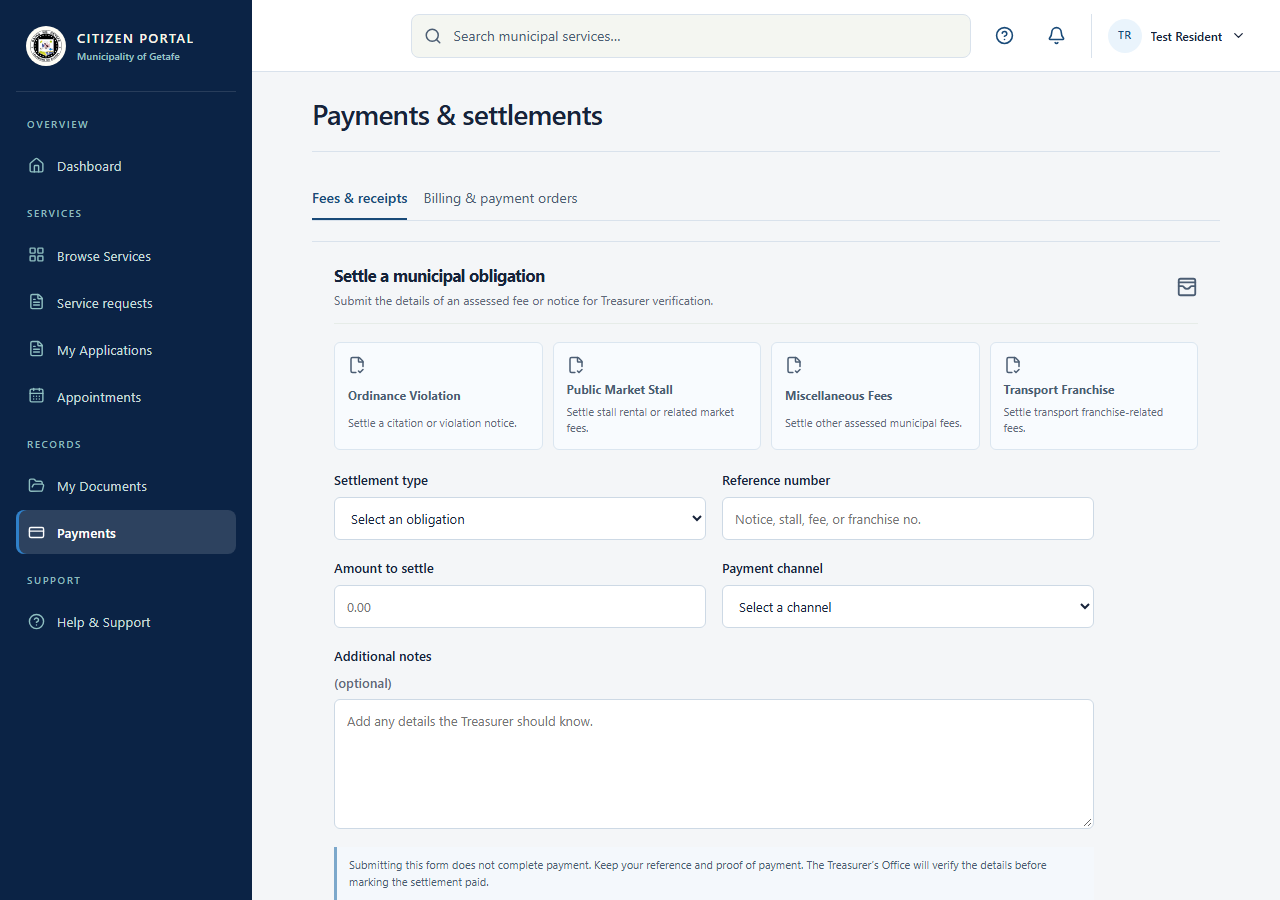 CITIZEN PORTAL
Municipality of Getafe
OVERVIEW
Dashboard
SERVICES
Browse Services
Service requests
My Applications
Appointments
RECORDS
My Documents
Payments
SUPPORT
Help & Support
Search municipal services...
TR
Test Resident
Payments & settlements
Fees & receipts
Billing & payment orders
Settle a municipal obligation
Submit the details of an assessed fee or notice for Treasurer verification.
Ordinance Violation
Settle a citation or violation notice.
Public Market Stall
Settle stall rental or related market
fees.
Miscellaneous Fees
Settle other assessed municipal fees.
Transport Franchise
Settle transport franchise-related
fees.
Settlement type
Select an obligation
Reference number
Notice, stall, fee, or franchise no.
Amount to settle
0.00
Payment channel
Select a channel
Additional notes
(optional)
Add any details the Treasurer should know.
Submitting this form does not complete payment. Keep your reference and proof of payment. The Treasurer's Office will verify the details before
marking the settlement paid.